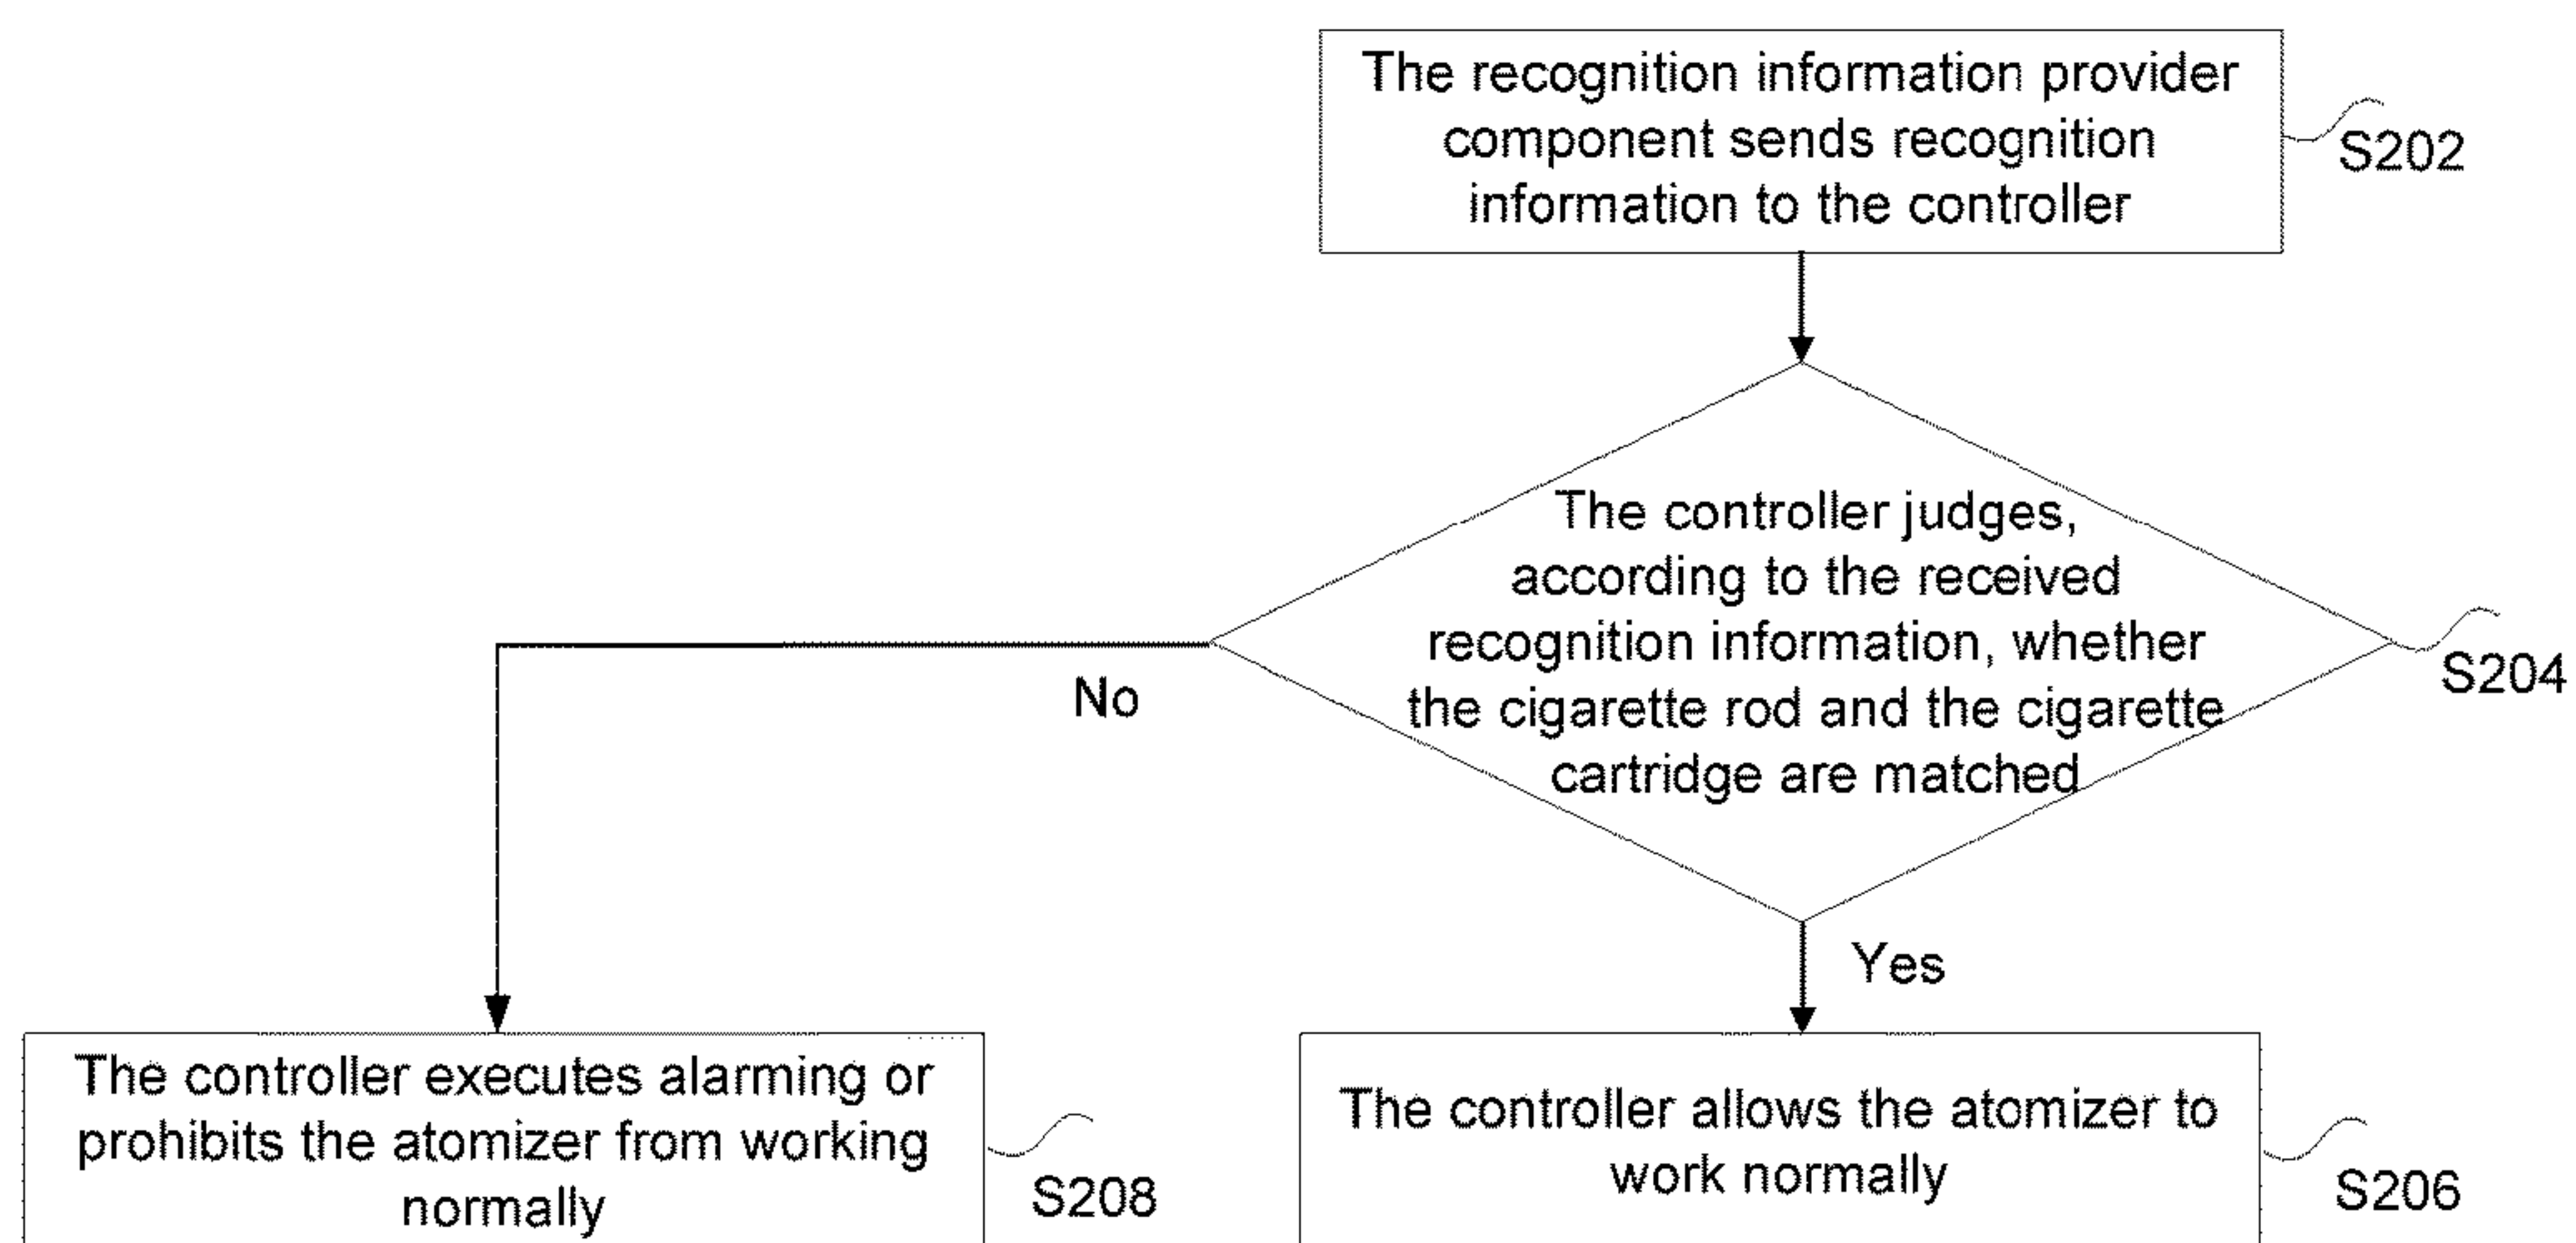 The recognition information provider
component sends recognition
information to the controller
S202
The controller judges,
according to the received
recognition information, whether
the cigarette rod and the cigarette
cartridge are matched
S204
No
Yes
The controller executes alarming or
prohibits the atomizer from working
normally
S208
The controller allows the atomizer to
work normally
S206